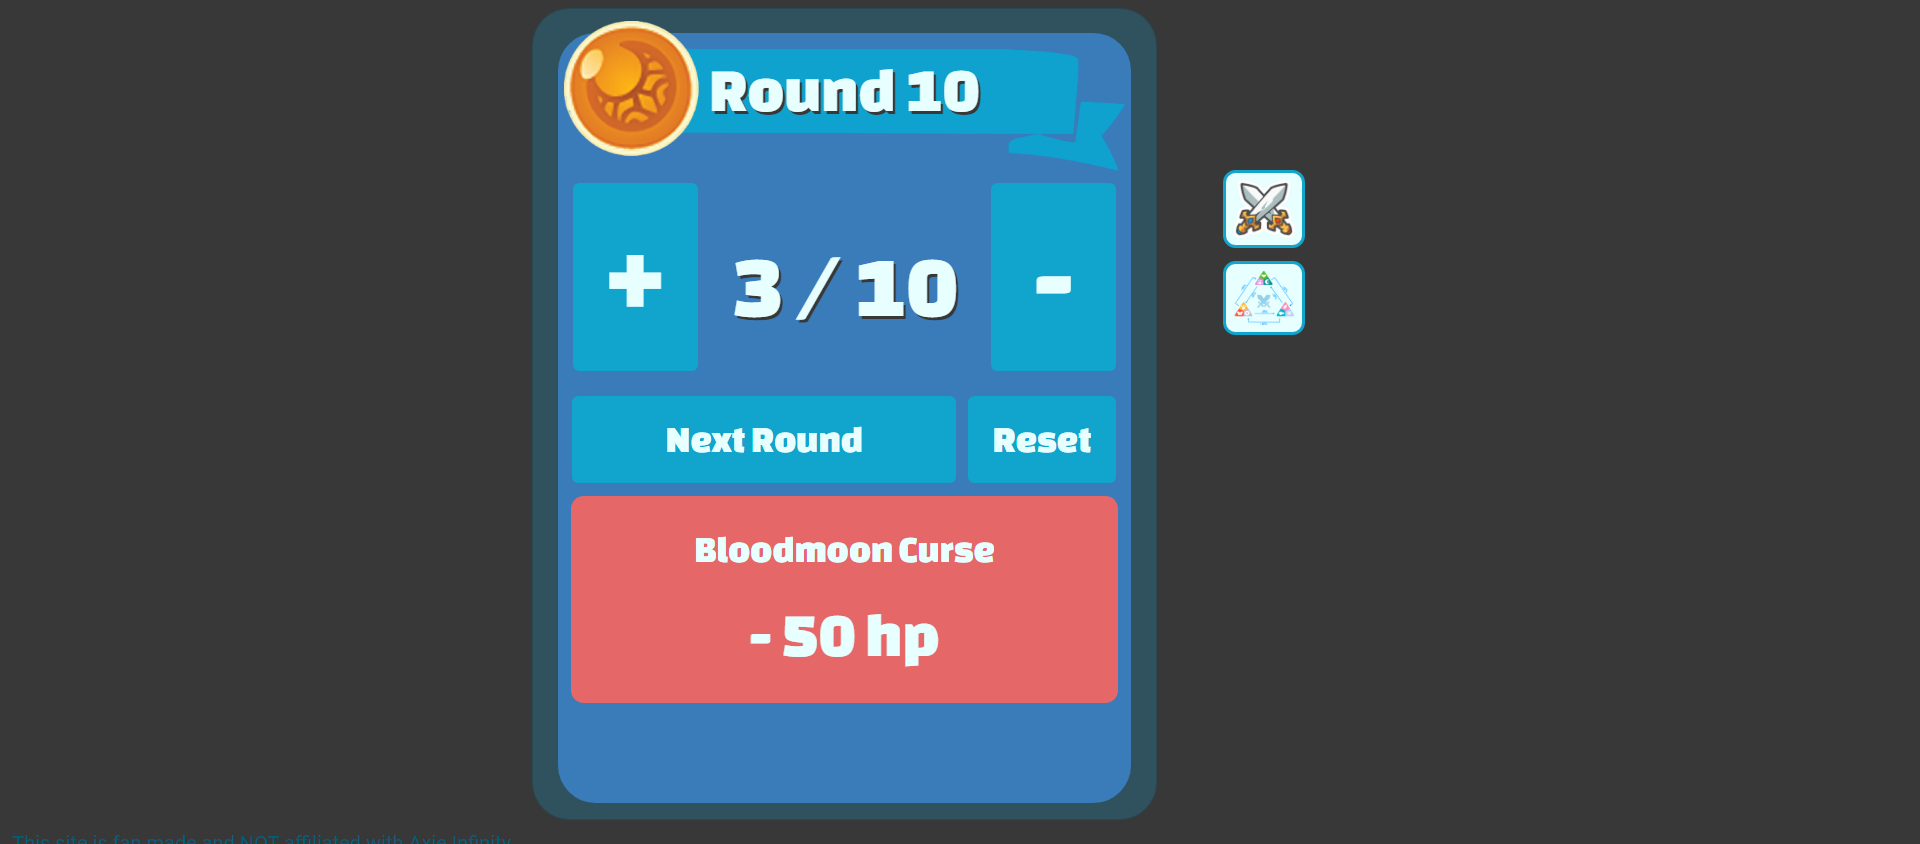 Round 10
+
3 / 10
-
Next Round
Reset
Bloodmoon Curse
- 50 hp
This site is fan made and NOT affiliated with Axie Infinity